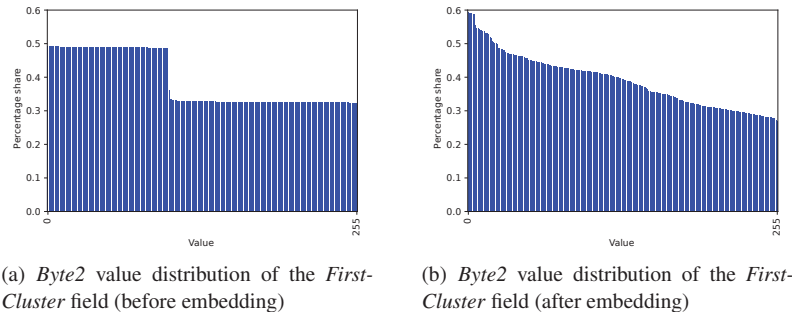 0.6
0.5
0.4
0.3
0.2
0.1
0.0
Percentage share
0
255
Value
(a) Byte2 value distribution of the First-
Cluster field (before embedding)
0.6
0.5
0.4
0.3
0.2
0.1
0.0
Percentage share
0
255
Value
(b) Byte2 value distribution of the First-
Cluster field (after embedding)